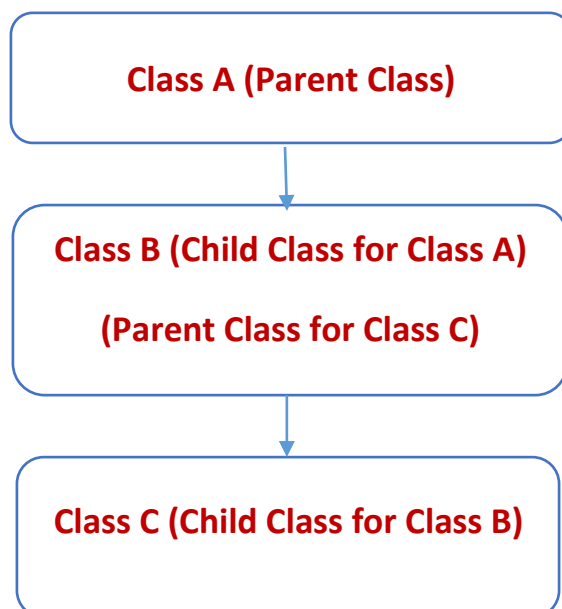 Class A (Parent Class)
Class B (Child Class for Class A)
(Parent Class for Class C)
Class C (Child Class for Class B)